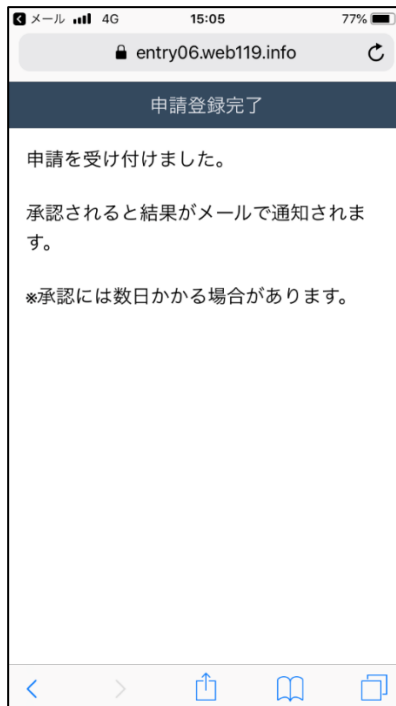 メール 4G 15:05 77%
entry06.web119.info
申請登録完了
申請を受け付けました。
承認されると結果がメールで通知されま
す。
※承認には数日かかる場合があります。